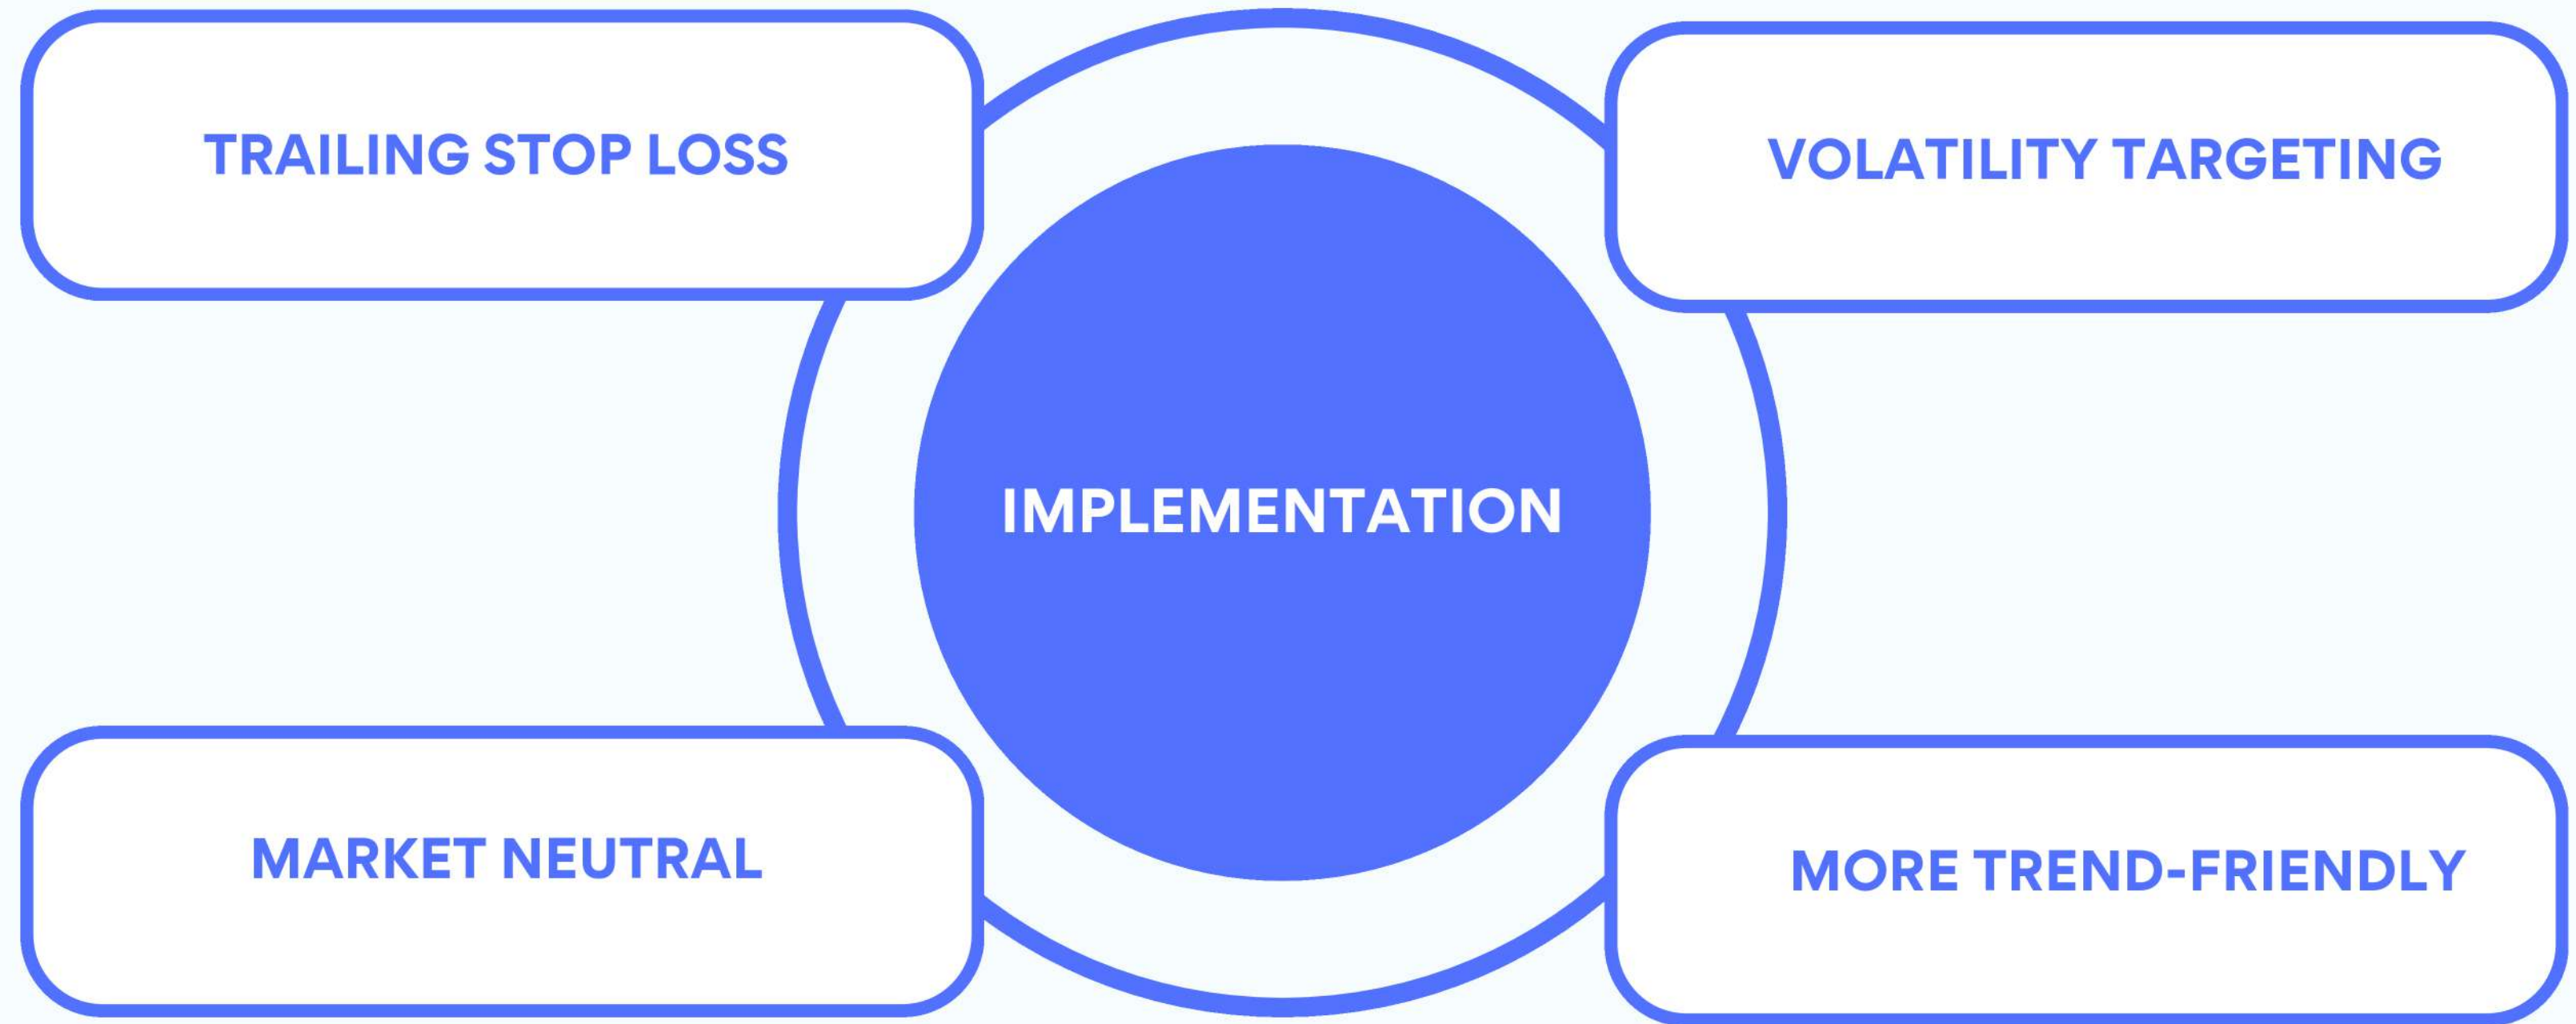 TRAILING STOP LOSS
VOLATILITY TARGETING
IMPLEMENTATION
MARKET NEUTRAL
MORE TREND-FRIENDLY